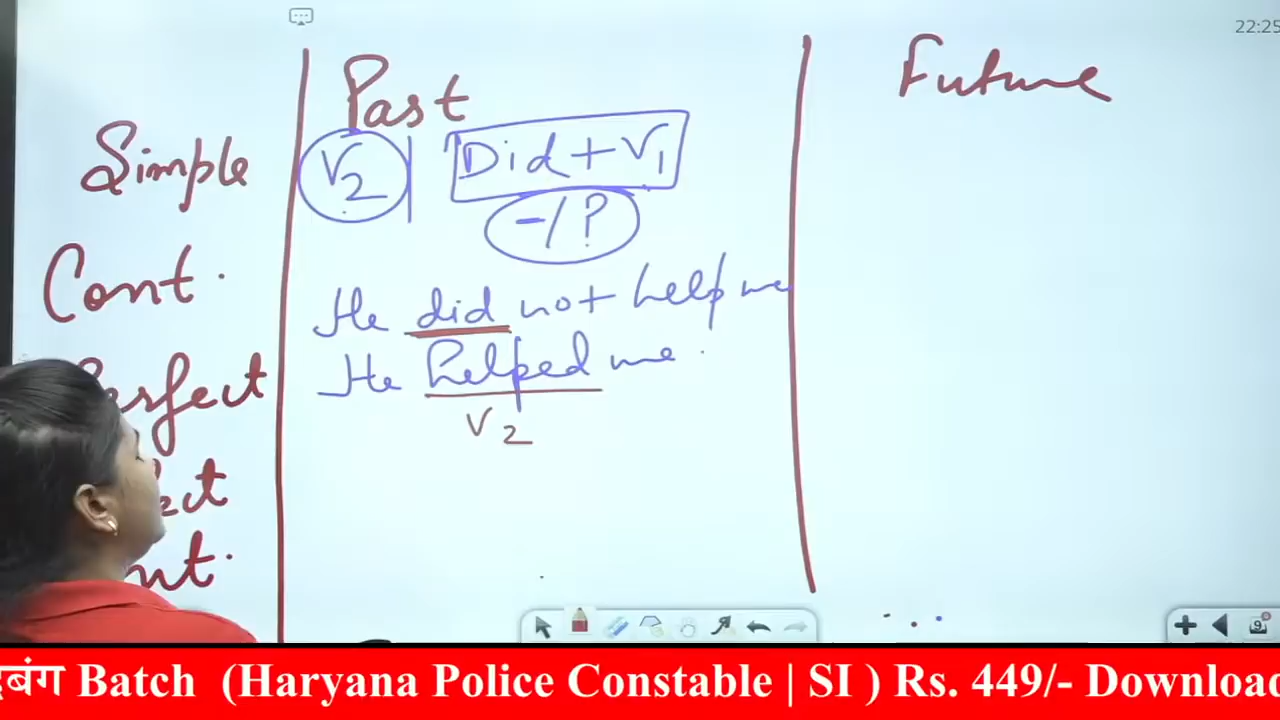 22:25
Past
Future
Simple
V2
Did + V1
- / ?
Cont.
He did not help me
He helped me.
V2
9
Batch (Haryana Police Constable | SI ) Rs. 449/- Download